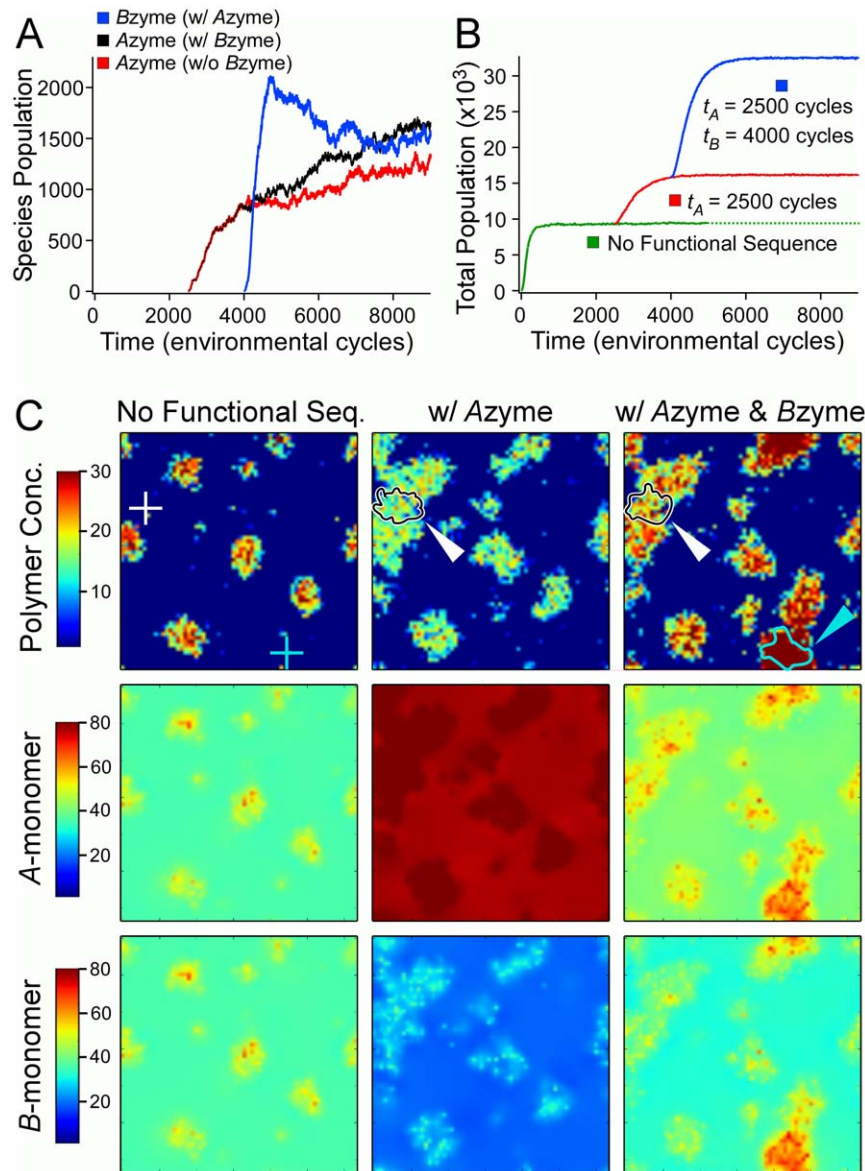 A
Bzyme (w/ Azyme)
Azyme (w/ Bzyme)
Azyme (w/o Bzyme)
Species Population
2000
1500
1000
500
0
0 2000 4000 6000 8000
Time (environmental cycles)
B
Total Population (x10³)
30
25
20
15
10
5
0
tA = 2500 cycles
tB = 4000 cycles
tA = 2500 cycles
No Functional Sequence
0 2000 4000 6000 8000
Time (environmental cycles)
C
No Functional Seq. w/ Azyme w/ Azyme & Bzyme
Polymer Conc.
30
20
10
A-monomer
80
60
40
20
B-monomer
80
60
40
20